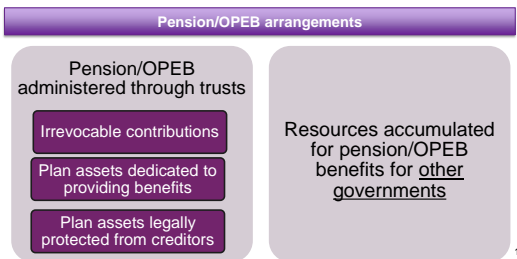 Pension/OPEB arrangements
Pension/OPEB
administered through trusts
Irrevocable contributions
Plan assets dedicated to
providing benefits
Plan assets legally
protected from creditors
Resources accumulated
for pension/OPEB
benefits for other
governments